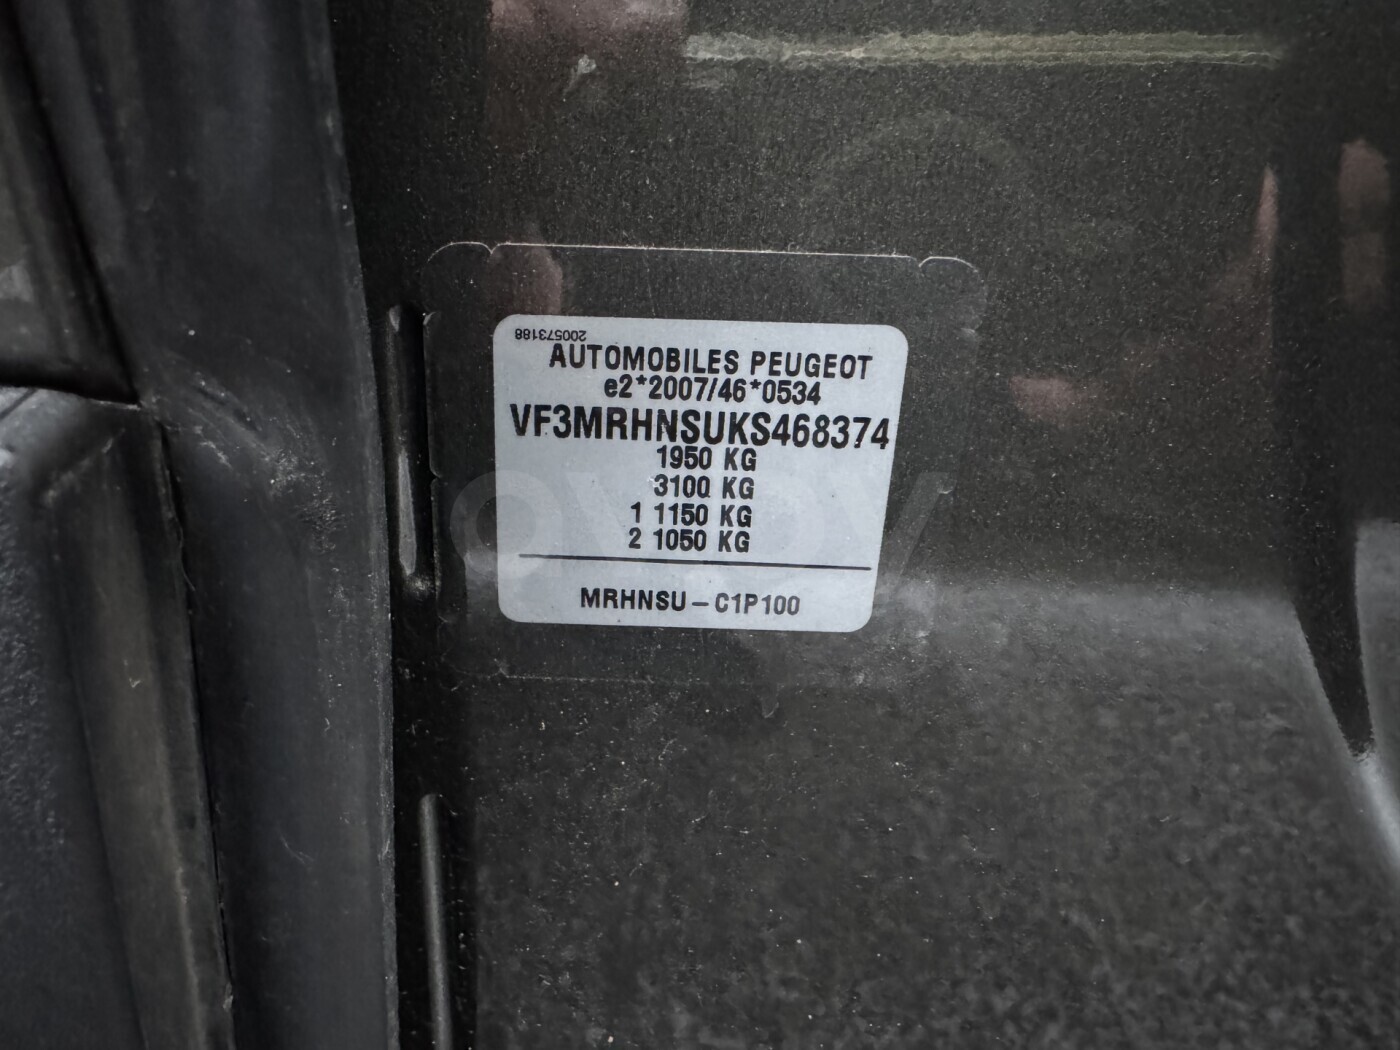 200573188
AUTOMOBILES PEUGEOT
e2*2007/46*0534
VF3MRHNSUKS468374
1950 KG
3100 KG
1 1150 KG
2 1050 KG
MRHNSU - C1P100